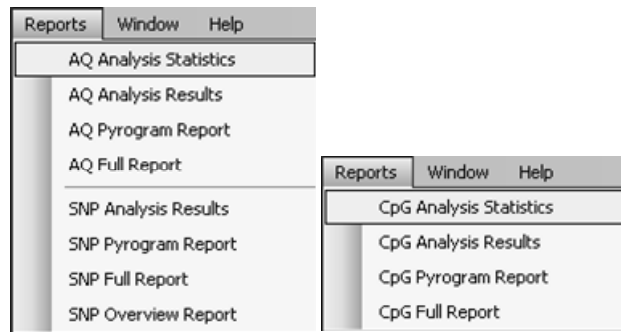 Reports Window Help
AQ Analysis Statistics
AQ Analysis Results
AQ Pyrogram Report
AQ Full Report
SNP Analysis Results
SNP Pyrogram Report
SNP Full Report
SNP Overview Report
Reports Window Help
CpG Analysis Statistics
CpG Analysis Results
CpG Pyrogram Report
CpG Full Report